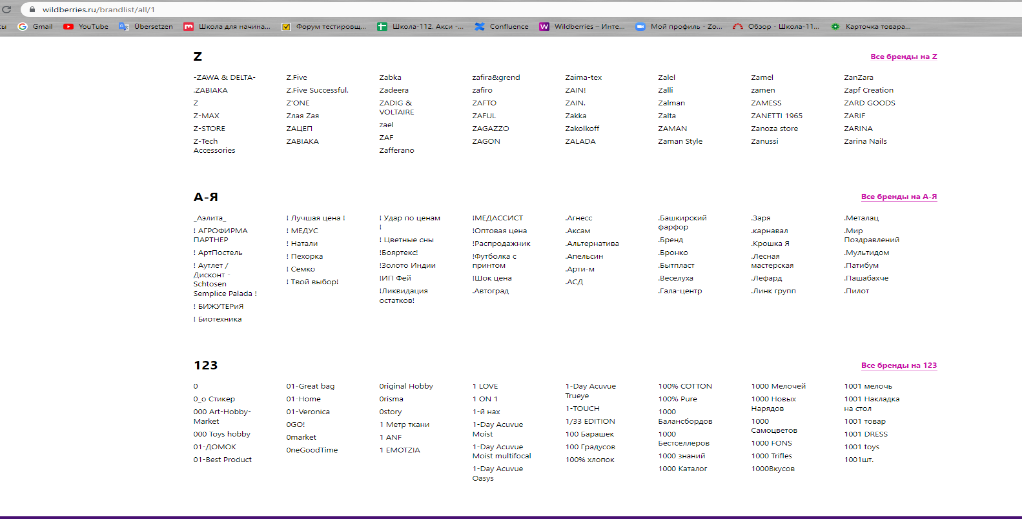 wildberries.ru/brandlist/all/1
Gmail YouTube Übersetzen Школа для начина... Форум тестировщ... Школа-112. Акси -... Confluence Wildberries – Инте... Мой профиль - Zo... Обзор - Школа-11... Карточка товара...
Z Все бренды на Z
-ZAWA & DELTA- Z.Five Zabka zafira&grend Zaima-tex Zalel Zamel ZanZara
.ZABIAKA Z.Five Successful. Zadeera zafiro ZAIN! Zalli zamen Zapf Creation
Z Z'ONE ZADIG & ZAFTO ZAIN. Zalman ZAMESS ZARD GOODS
VOLTAIRE
Z-MAX Zлая Zая zael ZAFUL Zakka Zalta ZANETTI 1965 ZARIF
Z-STORE ZАЦЕП ZAF ZAGAZZO Zakolkoff ZAMAN Zanoza store ZARINA
Z-Tech ZABIAKA Zafferano ZAGON ZALADA Zaman Style Zanussi Zarina Nails
Accessories
А-Я Все бренды на А-Я
_Аэлита_ ! Лучшая цена ! ! Удар по ценам !МЕДАССИСТ .Агнесс .Башкирский .Заря .Металац
! фарфор
! АГРОФИРМА ! МЕДУС !Оптовая цена .Аксам .карнавал .Мир
ПАРТНЕР Поздравлений
! Натали ! Цветные сны !Распродажник .Альтернатива .Бренд .Крошка Я
! АртПостель ! Пехорка !Бояртекс! !Футболка с .Апельсин .Бронко .Лесная .Мультидом
принтом мастерская
! Аутлет / ! Семко !Золото Индии .Арти-м .Бытпласт .Патибум
Дисконт -
Schtosen
Semplice Palada !
! Твой выбор! !ИП Фей !Шок цена .АСД .Веселуха .Лефард .Пашабахче
!Ликвидация .Автоград .Гала-центр .Линк групп .Пилот
остатков!
! БИЖУТЕРиЯ
! Биотехника
123 Все бренды на 123
0 01-Great bag 0riginal Hobby 1 LOVE 1-Day Acuvue 100% COTTON 1000 Мелочей 1001 мелочь
Trueye
0_о Стикер 01-Home 0risma 1 ON 1 100% Pure 1000 Новых 1001 Накладка
Нарядов на стол
000 Art-Hobby- 01-Veronica 0story 1-й нах 1-TOUCH 1000
Market Балансбордов
000 Toys hobby 0GO! 1 Метр ткани 1-Day Acuvue 1/33 EDITION 1000 1001 товар
Moist Самоцветов
01-ДОМОК 0market 1 ANF 1-Day Acuvue 100 Барашек 1000 1000 FONS 1001 DRESS
Moist multifocal Бестселлеров
01-Best Product 0neGoodTime 1 EMOTZIA 1-Day Acuvue 100 Градусов 1000 знаний 1000 Trifles 1001 toys
Oasys
100% хлопок 1000 Каталог 1000Вкусов 1001шт.